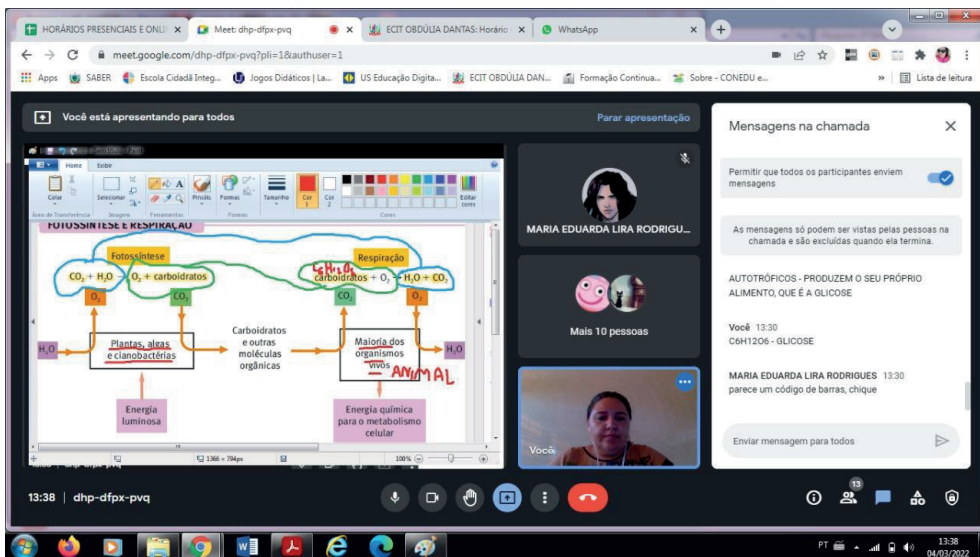 HORÁRIOS PRESENCIAIS E ONLI
Meet: dhp-dfpx-pvq
ECIT OBDÚLIA DANTAS: Horário
WhatsApp
meet.google.com/dhp-dfpx-pvq?pli=1&authuser=1
Apps
SABER
Escola Cidadã Integ...
Jogos Didáticos | La...
US Educação Digita...
ECIT OBDÚLIA DAN...
Formação Continua...
Sobre - CONEDU e...
»
Lista de leitura
Você está apresentando para todos
Parar apresentação
Home
Exibir
Colar
Selecionar
Pincéis
Formas
Tamanho
Cor 1
Cor 2
Editar cores
Área de Transferência
Imagem
Ferramentas
Formas
Cores
FOTOSSÍNTESE E RESPIRAÇÃO
Fotossíntese
Respiração
C6H12O6
CO₂ + H₂O
O₂ + carboidratos
carboidratos + O₂
H₂O + CO₂
O₂
CO₂
CO₂
O₂
H₂O
Plantas, algas
e cianobactérias
Carboidratos
e outras
moléculas
orgânicas
Maioria dos
organismos
vivos
ANIMAL
H₂O
Energia
luminosa
Energia química
para o metabolismo
celular
1366 × 794px
100%
MARIA EDUARDA LIRA RODRIGU...
Mais 10 pessoas
Você
Mensagens na chamada
Permitir que todos os participantes enviem
mensagens
As mensagens só podem ser vistas pelas pessoas na
chamada e são excluídas quando ela termina.
AUTOTRÓFICOS - PRODUZEM O SEU PRÓPRIO
ALIMENTO, QUE É A GLICOSE
Você 13:30
C6H12O6 - GLICOSE
MARIA EDUARDA LIRA RODRIGUES 13:30
parece um código de barras, chique
Enviar mensagem para todos
13:38 | dhp-dfpx-pvq
13
PT
13:38
04/03/2022